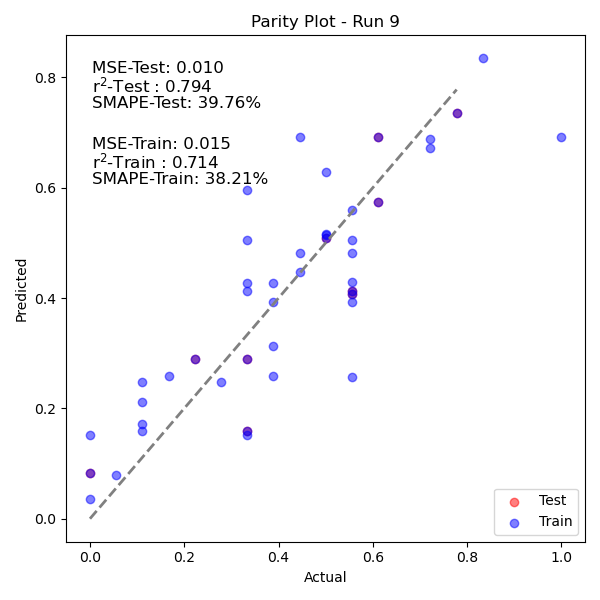 Parity Plot - Run 9
MSE-Test: 0.010
r²-Test : 0.794
SMAPE-Test: 39.76%
MSE-Train: 0.015
r²-Train : 0.714
SMAPE-Train: 38.21%
Predicted
0.8
0.6
0.4
0.2
0.0
Test
Train
0.0 0.2 0.4 0.6 0.8 1.0
Actual